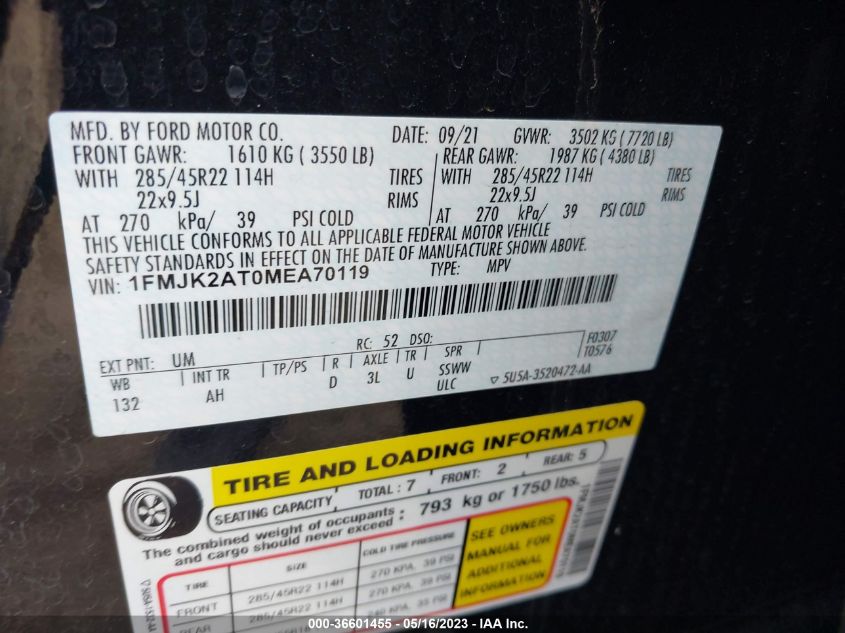 MFD. BY FORD MOTOR CO. DATE: 09/21 GVWR: 3502 KG ( 7720 LB)
FRONT GAWR: 1610 KG ( 3550 LB) REAR GAWR: 1987 KG ( 4380 LB)
WITH 285/45R22 114H TIRES WITH 285/45R22 114H TIRES
22x9.5J RIMS 22x9.5J RIMS
AT 270 kPa/ 39 PSI COLD AT 270 kPa/ 39 PSI COLD
THIS VEHICLE CONFORMS TO ALL APPLICABLE FEDERAL MOTOR VEHICLE
SAFETY STANDARDS IN EFFECT ON THE DATE OF MANUFACTURE SHOWN ABOVE.
VIN: 1FMJK2AT0MEA70119 TYPE: MPV
EXT PNT: UM RC: 52 DSO: F0307
T0576
WB INT TR TP/PS R AXLE TR SPR
132 AH D 3L U SSWW
ULC ▽ 5U5A-3520472-AA
TIRE AND LOADING INFORMATION
SEATING CAPACITY TOTAL : 7 FRONT: 2 REAR: 5
The combined weight of occupants and cargo should never exceed : 793 kg or 1750 lbs.
TIRE SIZE COLD TIRE PRESSURE
FRONT 285/45R22 114H 270 KPA, 39 PSI
REAR 285/45R22 114H 270 KPA, 39 PSI
SEE OWNERS
MANUAL FOR
ADDITIONAL
INFORMATION
000-36601455 - 05/16/2023 - IAA Inc.